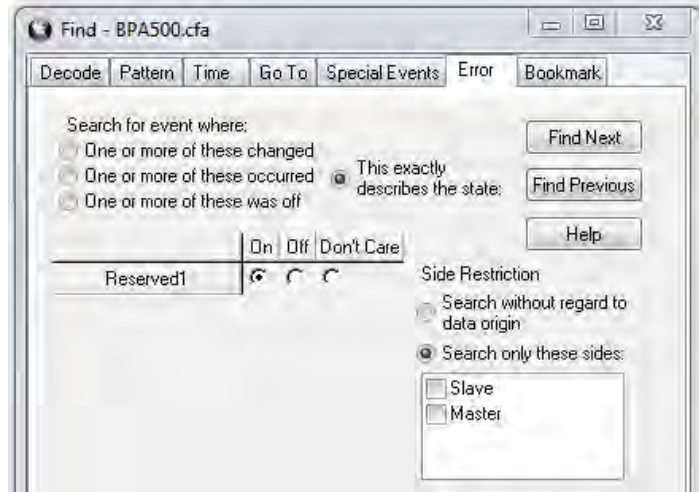 Find - BPA500.cfa
Decode Pattern Time Go To Special Events Error Bookmark
Search for event where:
One or more of these changed
One or more of these occurred
One or more of these was off
This exactly
describes the state:
Find Next
Find Previous
Help
On Off Don't Care
Reserved1
Side Restriction
Search without regard to
data origin
Search only these sides:
Slave
Master